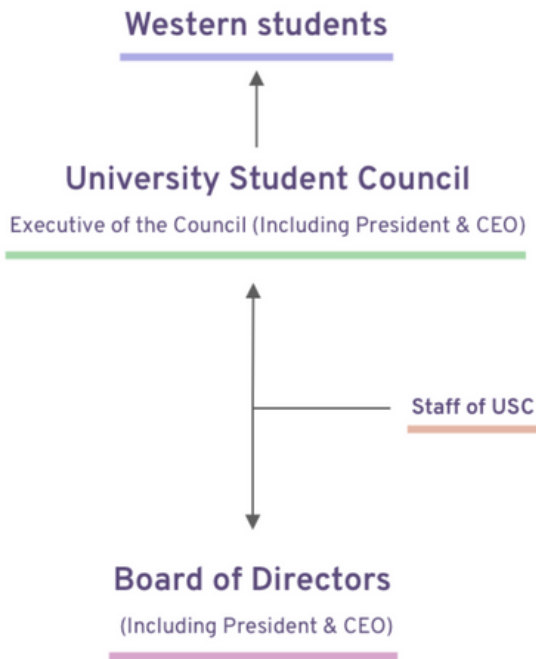 Western students
University Student Council
Executive of the Council (Including President & CEO)
Staff of USC
Board of Directors
(Including President & CEO)